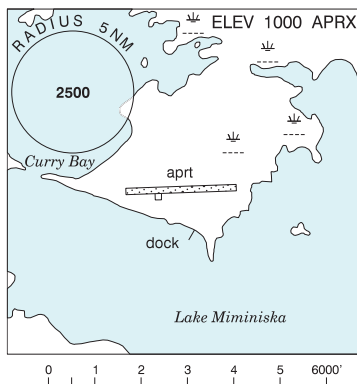 RADIUS 5NM
ELEV 1000 APRX
2500
Curry Bay
aprt
dock
Lake Miminiska
0 1 2 3 4 5 6000'